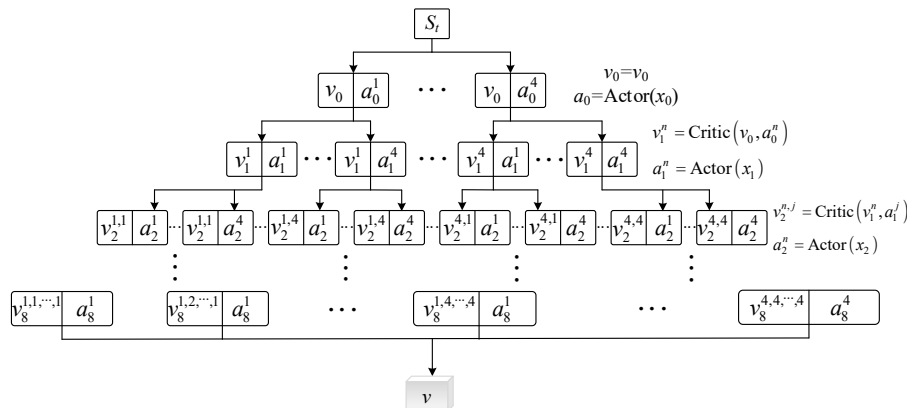 S_t
v_0 a_0^1 ··· v_0 a_0^4
v_0=v_0
a_0=Actor(x_0)
v_1^1 a_1^1 ··· v_1^1 a_1^4 ··· v_1^4 a_1^1 ··· v_1^4 a_1^4
v_1^n = Critic(v_0, a_0^n)
a_1^n = Actor(x_1)
v_2^{1,1} a_2^1 ··· v_2^{1,1} a_2^4 ··· v_2^{1,4} a_2^1 ··· v_2^{1,4} a_2^4 ··· v_2^{4,1} a_2^1 ··· v_2^{4,1} a_2^4 ··· v_2^{4,4} a_2^1 ··· v_2^{4,4} a_2^4
v_2^{n,j} = Critic(v_1^n, a_1^j)
a_2^n = Actor(x_2)
v_8^{1,1,···,1} a_8^1 v_8^{1,2,···,1} a_8^1 ··· v_8^{1,4,···,4} a_8^1 ··· v_8^{4,4,···,4} a_8^4
v